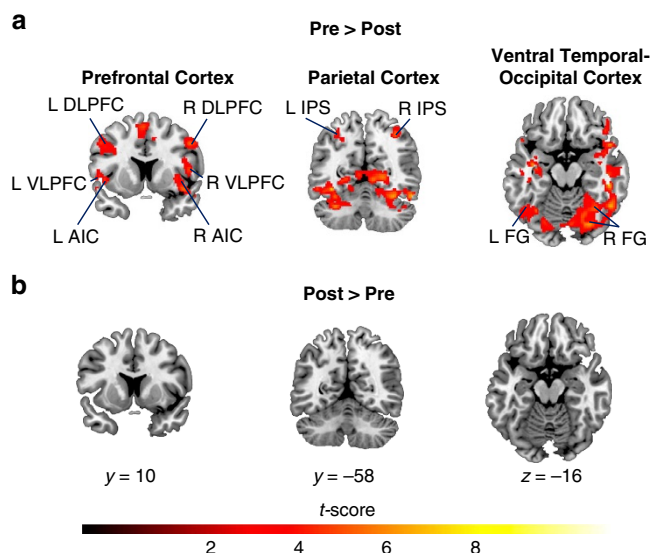 a
Pre > Post
Prefrontal Cortex
Parietal Cortex
Ventral Temporal-
Occipital Cortex
L DLPFC
R DLPFC
L IPS
R IPS
L VLPFC
R VLPFC
L AIC
R AIC
L FG
R FG
b
Post > Pre
y = 10
y = –58
z = –16
t-score
2 4 6 8